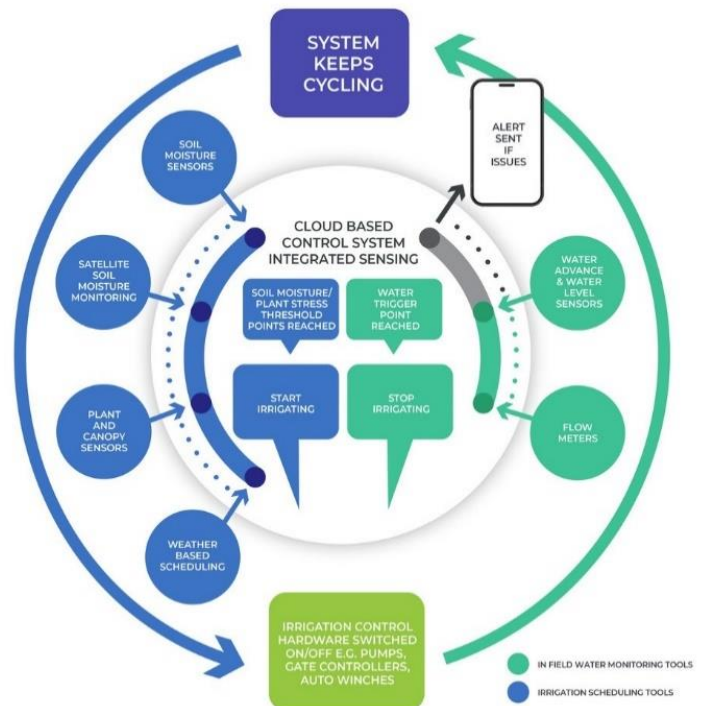 SYSTEM
KEEPS
CYCLING
ALERT
SENT
IF
ISSUES
SOIL
MOISTURE
SENSORS
CLOUD BASED
CONTROL SYSTEM
INTEGRATED SENSING
SATELLITE
SOIL
MOISTURE
MONITORING
SOIL MOISTURE/
PLANT STRESS
THRESHOLD
POINTS REACHED
WATER
TRIGGER
POINT
REACHED
WATER
ADVANCE
& WATER
LEVEL
SENSORS
PLANT
AND
CANOPY
SENSORS
START
IRRIGATING
STOP
IRRIGATING
FLOW
METERS
WEATHER
BASED
SCHEDULING
IRRIGATION CONTROL
HARDWARE SWITCHED
ON/OFF E.G. PUMPS,
GATE CONTROLLERS,
AUTO WINCHES
IN FIELD WATER MONITORING TOOLS
IRRIGATION SCHEDULING TOOLS